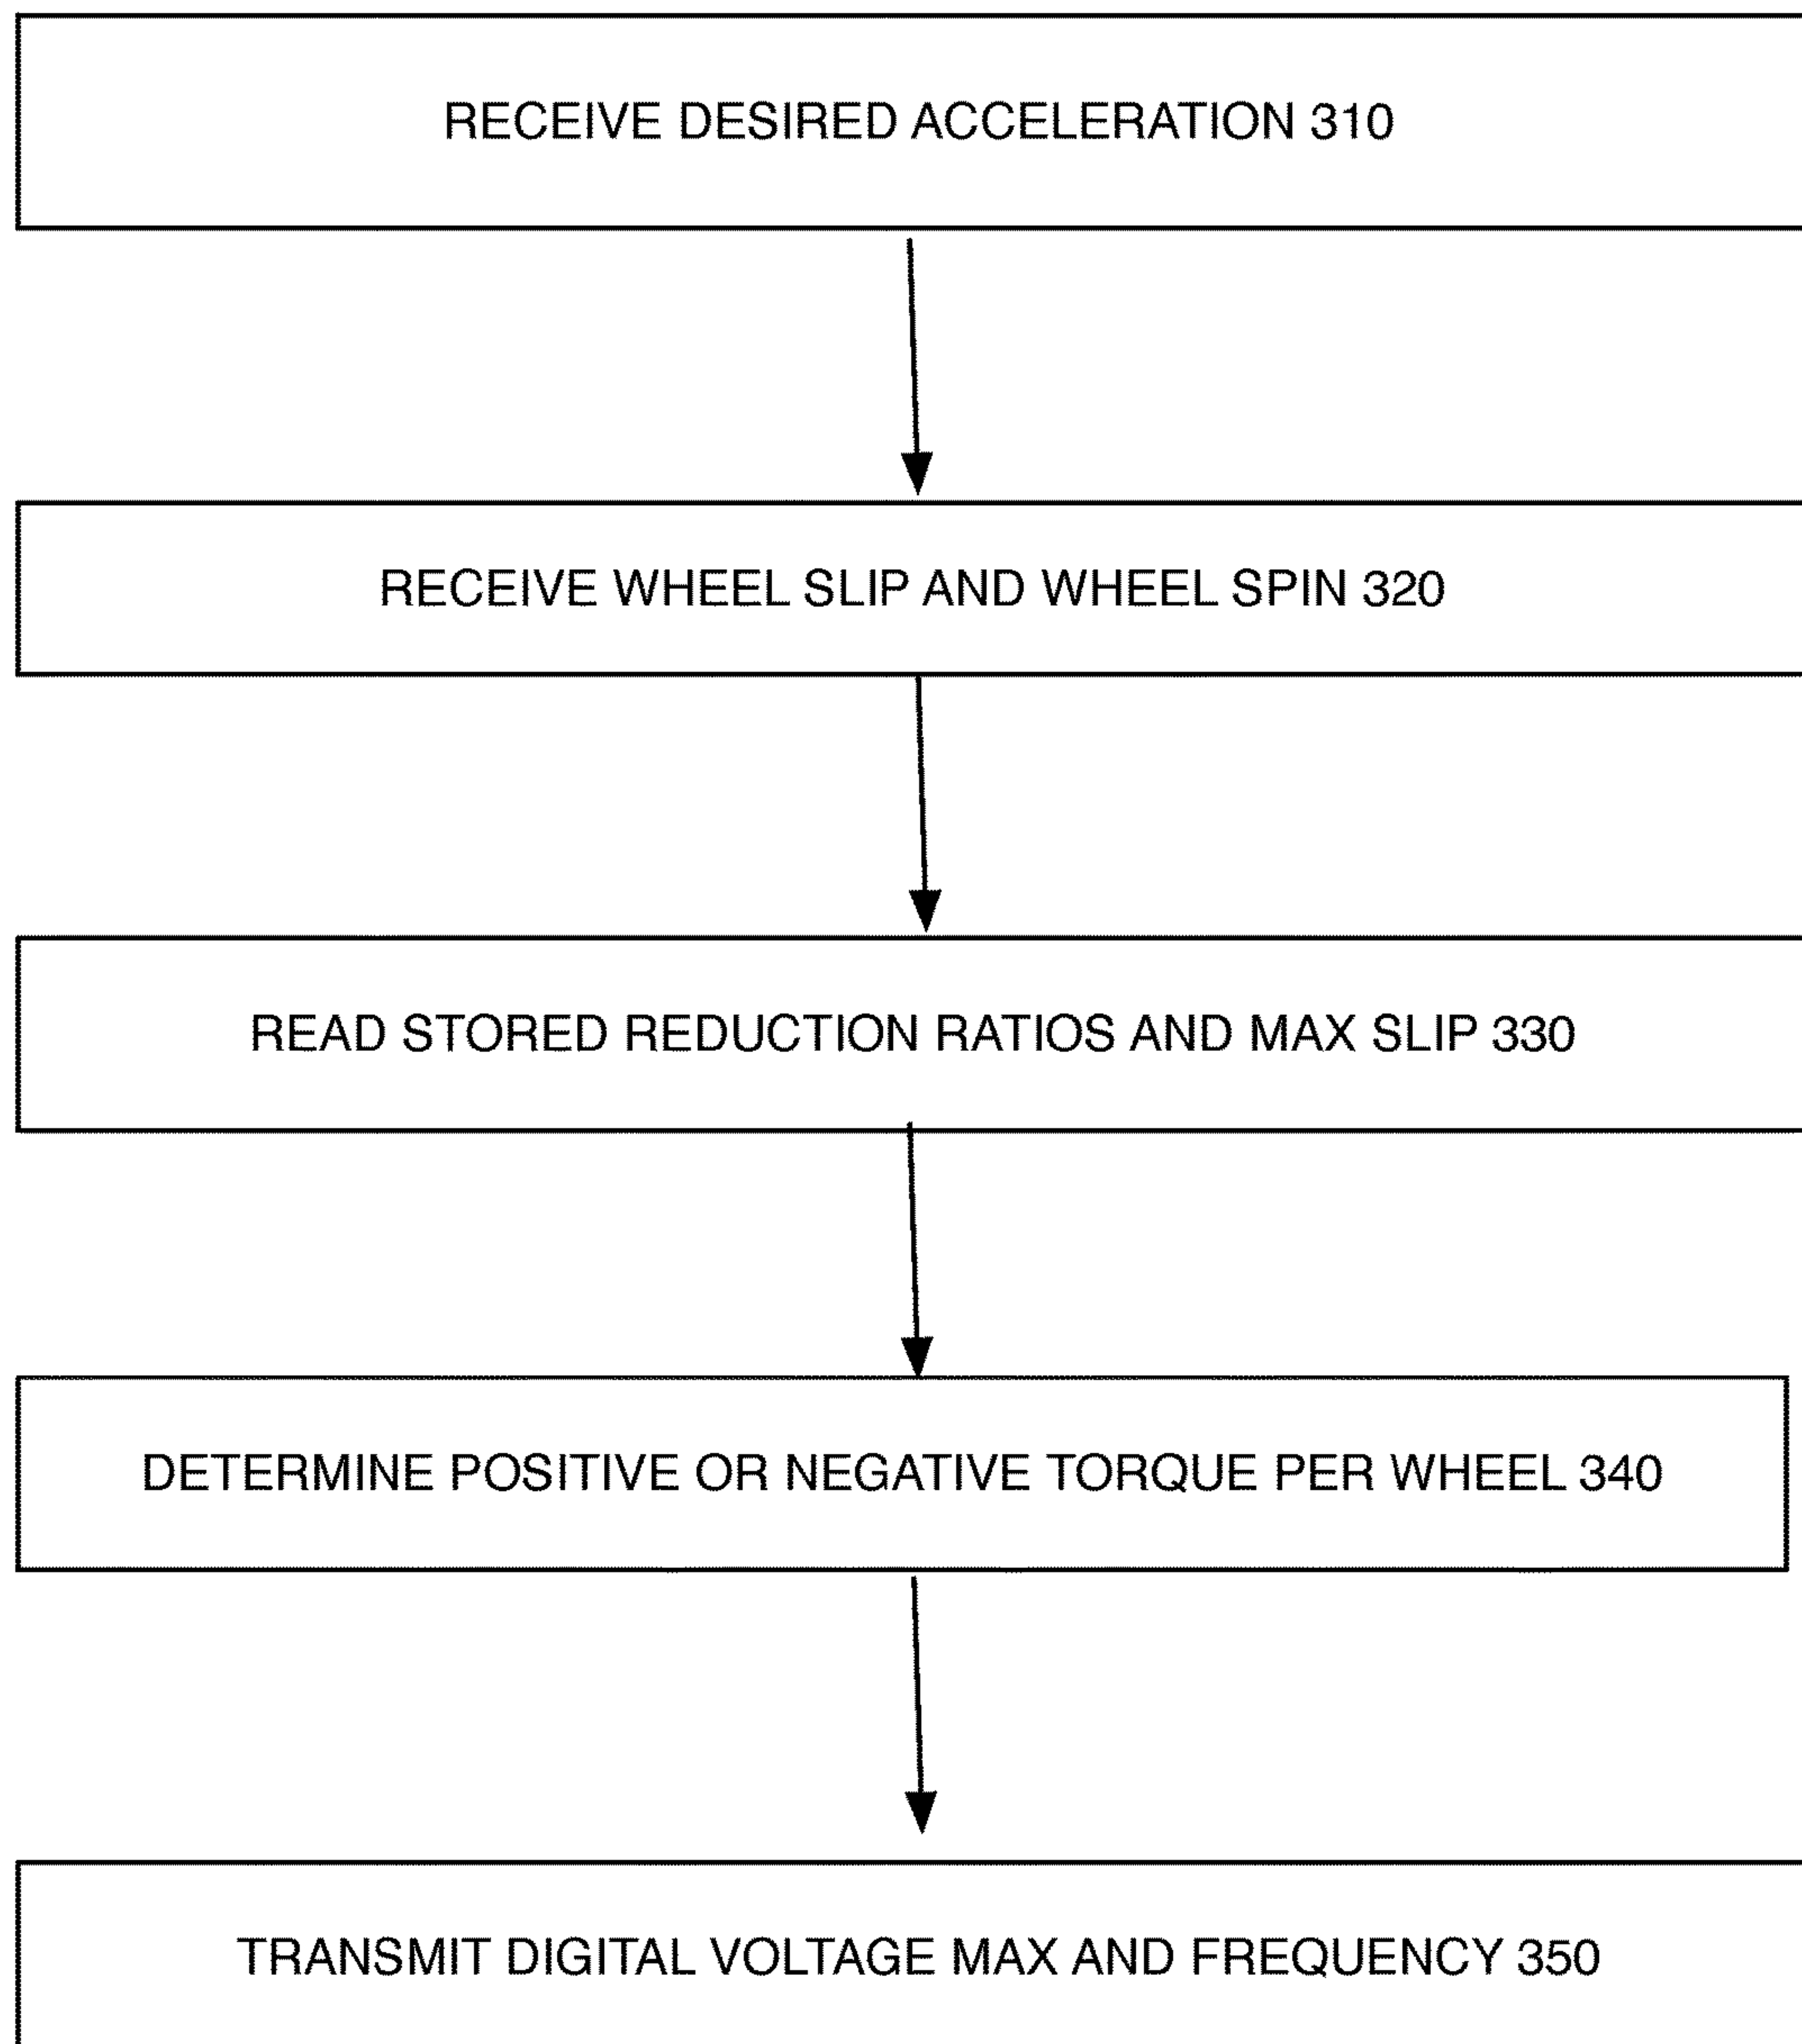 RECEIVE DESIRED ACCELERATION 310
RECEIVE WHEEL SLIP AND WHEEL SPIN 320
READ STORED REDUCTION RATIOS AND MAX SLIP 330
DETERMINE POSITIVE OR NEGATIVE TORQUE PER WHEEL 340
TRANSMIT DIGITAL VOLTAGE MAX AND FREQUENCY 350